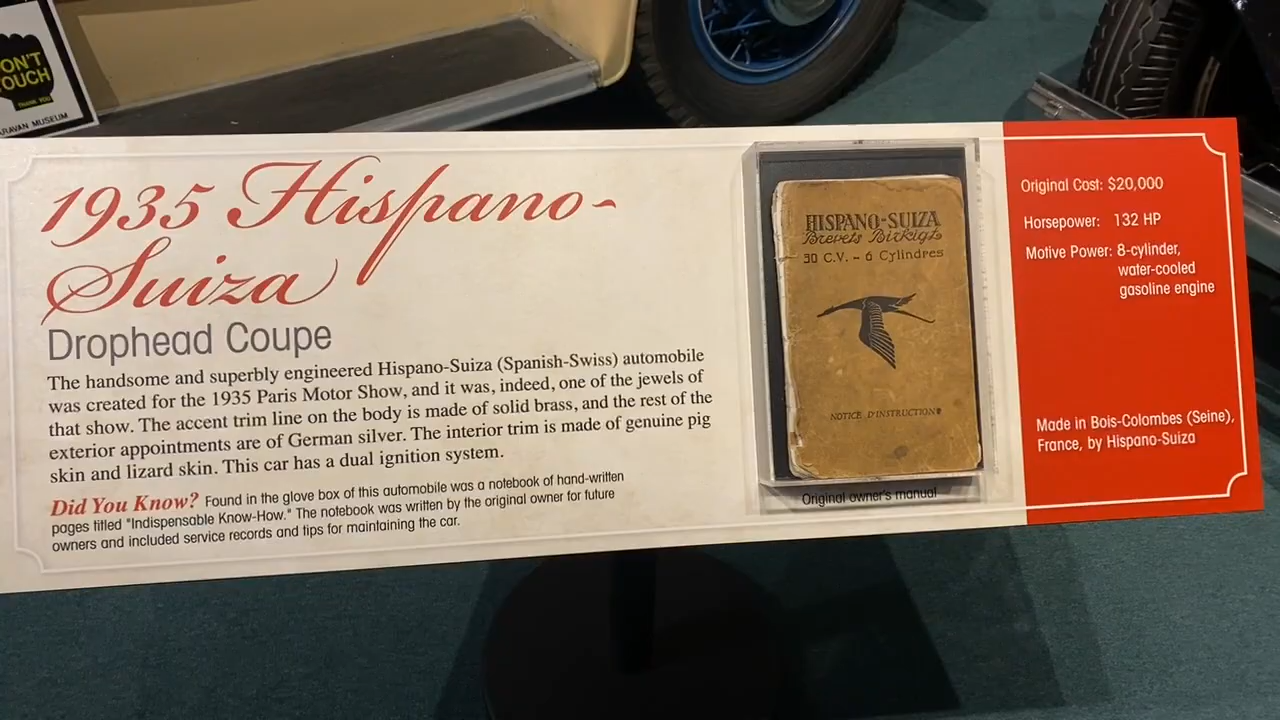 ON'T
TOUCH
THANK YOU
ARAVAN MUSEUM
1935 Hispano-
Suiza
Drophead Coupe
The handsome and superbly engineered Hispano-Suiza (Spanish-Swiss) automobile
was created for the 1935 Paris Motor Show, and it was, indeed, one of the jewels of
that show. The accent trim line on the body is made of solid brass, and the rest of the
exterior appointments are of German silver. The interior trim is made of genuine pig
skin and lizard skin. This car has a dual ignition system.
Did You Know? Found in the glove box of this automobile was a notebook of hand-written
pages titled "Indispensable Know-How." The notebook was written by the original owner for future
owners and included service records and tips for maintaining the car.
HISPANO-SUIZA
Brevets Birkigt
30 C.V. - 6 Cylindres
NOTICE D'INSTRUCTIONS
Original owner's manual
Original Cost: $20,000
Horsepower: 132 HP
Motive Power: 8-cylinder,
water-cooled
gasoline engine
Made in Bois-Colombes (Seine),
France, by Hispano-Suiza